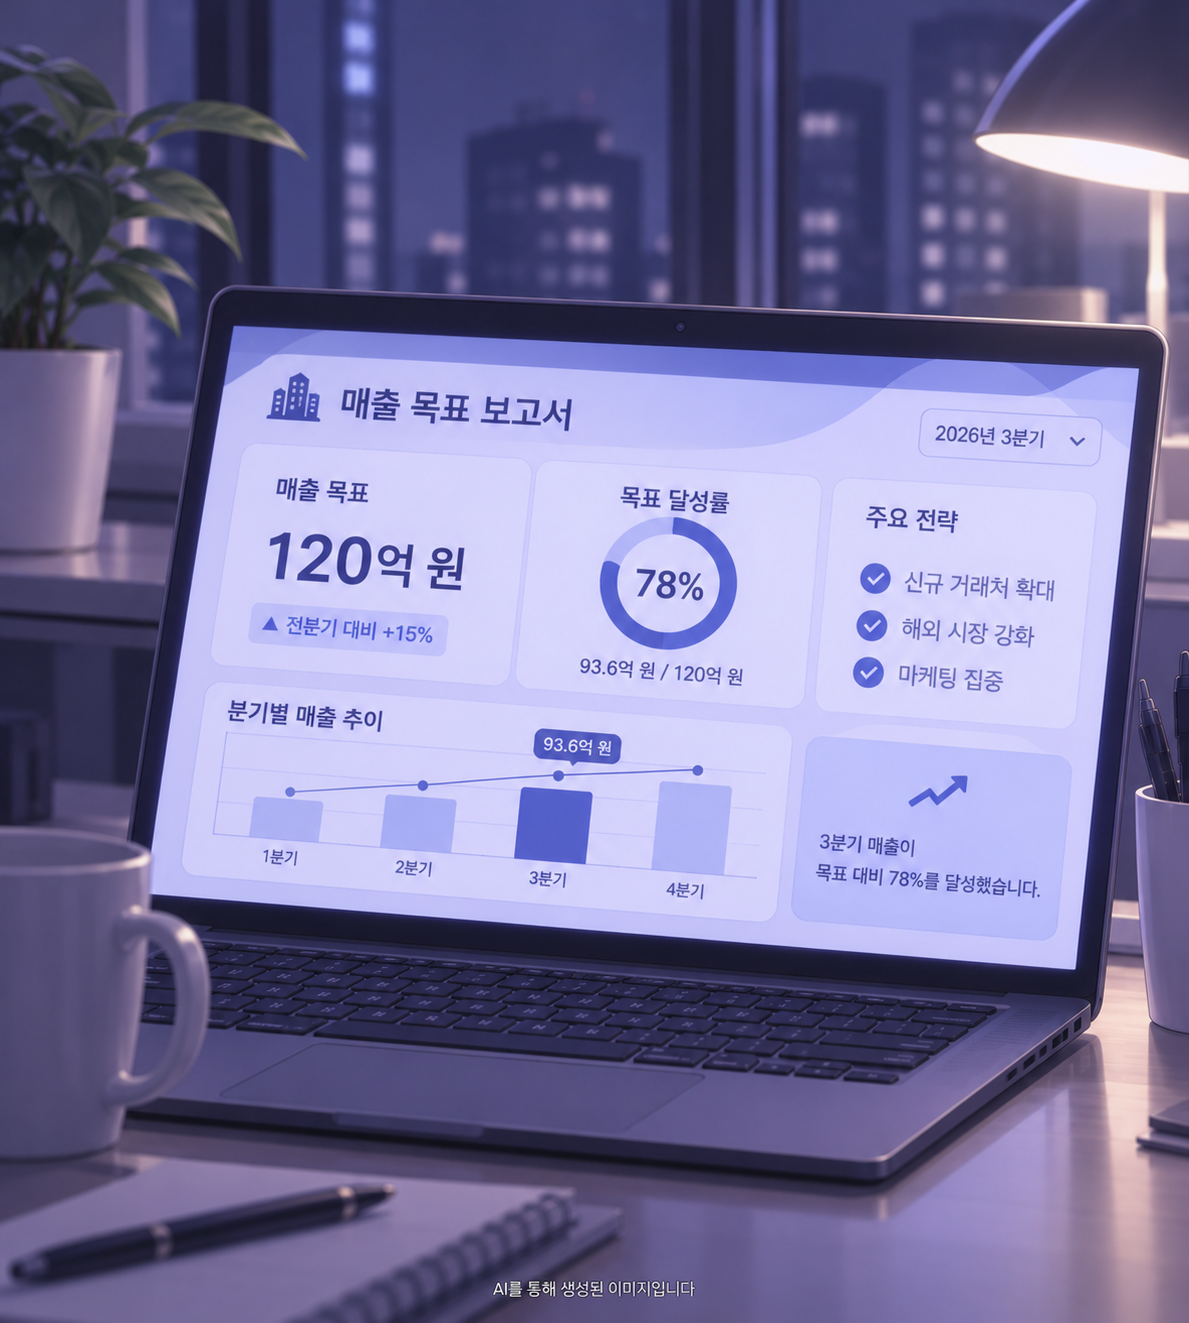 매출 목표 보고서
2026년 3분기
매출 목표
120억 원
▲ 전분기 대비 +15%
목표 달성률
78%
93.6억 원 / 120억 원
주요 전략
신규 거래처 확대
해외 시장 강화
마케팅 집중
분기별 매출 추이
93.6억 원
1분기
2분기
3분기
4분기
3분기 매출이
목표 대비 78%를 달성했습니다.
AI를 통해 생성된 이미지입니다